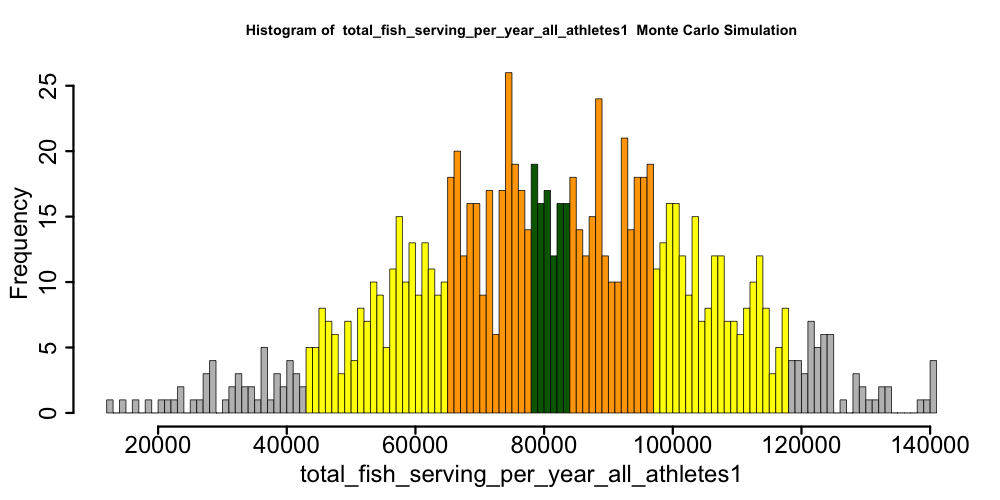 Histogram of total_fish_serving_per_year_all_athletes1 Monte Carlo Simulation
Frequency
25
20
15
10
5
0
20000 40000 60000 80000 100000 120000 140000
total_fish_serving_per_year_all_athletes1